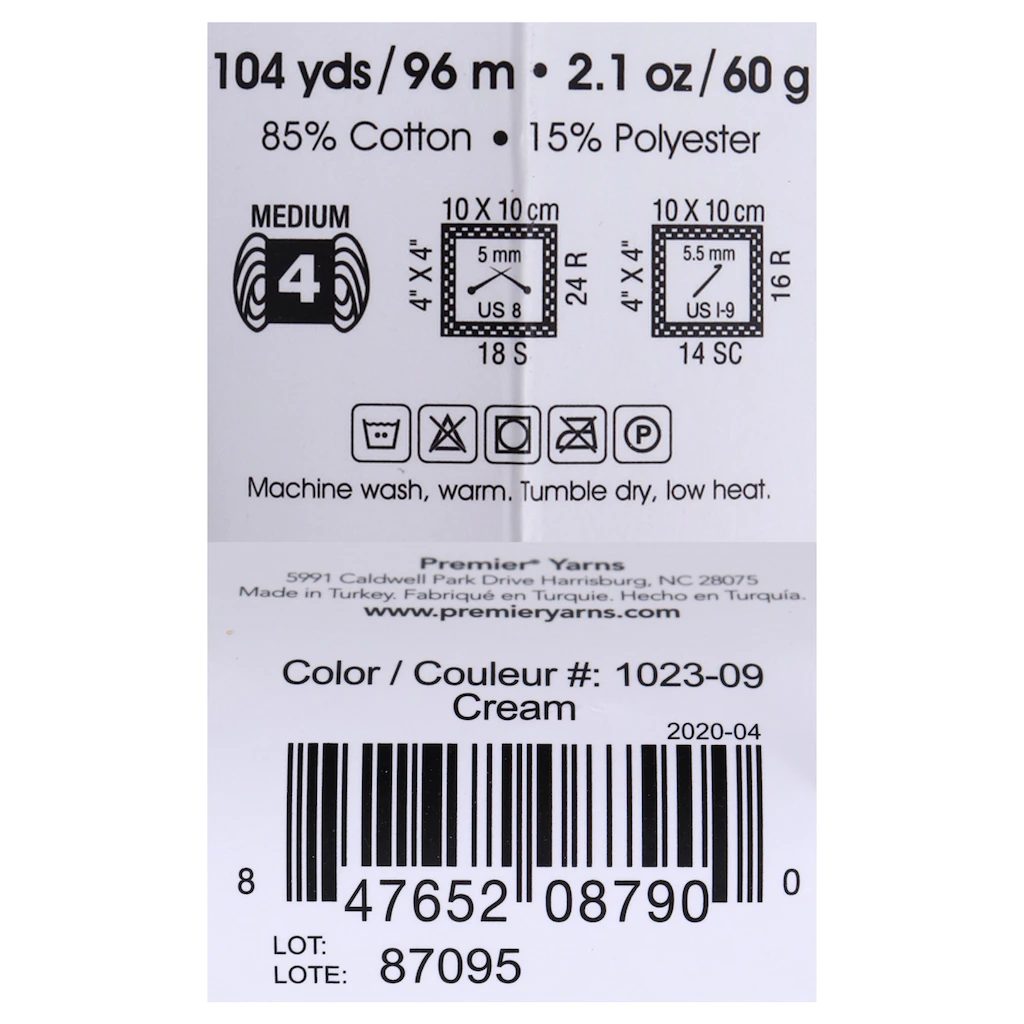 104 yds/96 m • 2.1 oz/60 g
85% Cotton • 15% Polyester
MEDIUM
4
10 X 10 cm
4" X 4"
5 mm
US 8
24 R
18 S
10 X 10 cm
4" X 4"
5.5 mm
US I-9
16 R
14 SC
P
Machine wash, warm. Tumble dry, low heat.
Premier® Yarns
5991 Caldwell Park Drive Harrisburg, NC 28075
Made in Turkey. Fabriqué en Turquie. Hecho en Turquía.
www.premieryarns.com
Color / Couleur #: 1023-09
Cream
2020-04
8 47652 08790 0
LOT:
LOTE: 87095